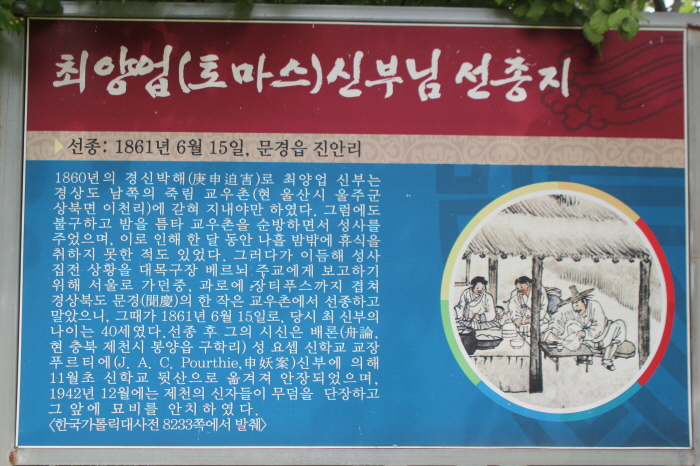 최양업(토마스)신부님 선종지
선종: 1861년 6월 15일, 문경읍 진안리
1860년의 경신박해(庚申迫害)로 최양업 신부는
경상도 남쪽의 죽림 교우촌(현 울산시 울주군
상북면 이천리)에 갇혀 지내야만 하였다. 그럼에도
불구하고 밤을 틈타 교우촌을 순방하면서 성사를
주었으며, 이로 인해 한 달 동안 나흘 밤밖에 휴식을
취하지 못한 적도 있었다. 그러다가 이듬해 성사
집전 상황을 대목구장 베르뇌 주교에게 보고하기
위해 서울로 가던중, 과로에 장티푸스까지 겹쳐
경상북도 문경(聞慶)의 한 작은 교우촌에서 선종하고
말았으니, 그때가 1861년 6월 15일로, 당시 최 신부의
나이는 40세였다.선종 후 그의 시신은 배론(舟論,
현 충북 제천시 봉양읍 구학리) 성 요셉 신학교 교장
푸르티에(J. A. C. Pourthie,申妖案)신부에 의해
11월초 신학교 뒷산으로 옮겨져 안장되었으며,
1942년 12월에는 제천의 신자들이 무덤을 단장하고
그 앞에 묘비를 안치하였다.
〈한국가톨릭대사전 8233쪽에서 발췌〉